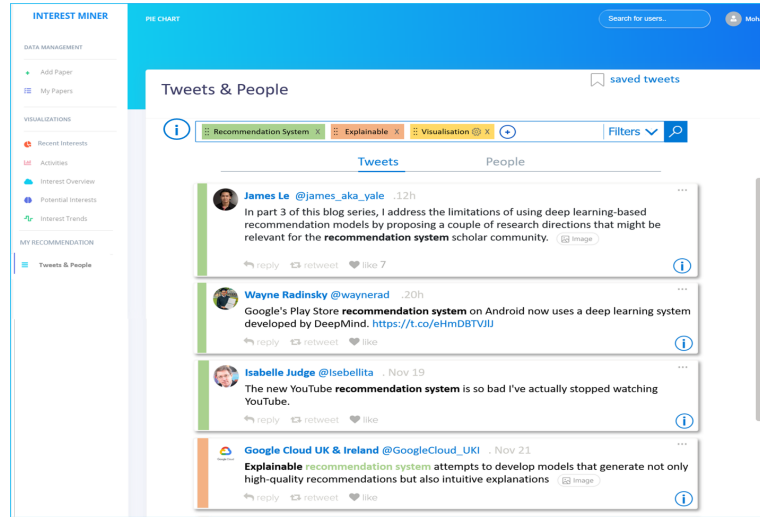 INTEREST MINER
PIE CHART
Search for users..
Moh
DATA MANAGEMENT
Add Paper
My Papers
VISUALIZATIONS
Recent Interests
Activities
Interest Overview
Potential Interests
Interest Trends
MY RECOMMENDATION
Tweets & People
Tweets & People
saved tweets
Recommendation System X
Explainable X
Visualisation X
Filters
Tweets
People
James Le @james_aka_yale .12h
In part 3 of this blog series, I address the limitations of using deep learning-based
recommendation models by proposing a couple of research directions that might be
relevant for the recommendation system scholar community. Image
reply retweet like 7
Wayne Radinsky @waynerad .20h
Google's Play Store recommendation system on Android now uses a deep learning system
developed by DeepMind. https://t.co/eHmDBTVJlJ
reply retweet like
Isabelle Judge @Isebellita . Nov 19
The new YouTube recommendation system is so bad I've actually stopped watching
YouTube.
reply retweet like
Google Cloud UK & Ireland @GoogleCloud_UKI . Nov 21
Explainable recommendation system attempts to develop models that generate not only
high-quality recommendations but also intuitive explanations Image
reply retweet like